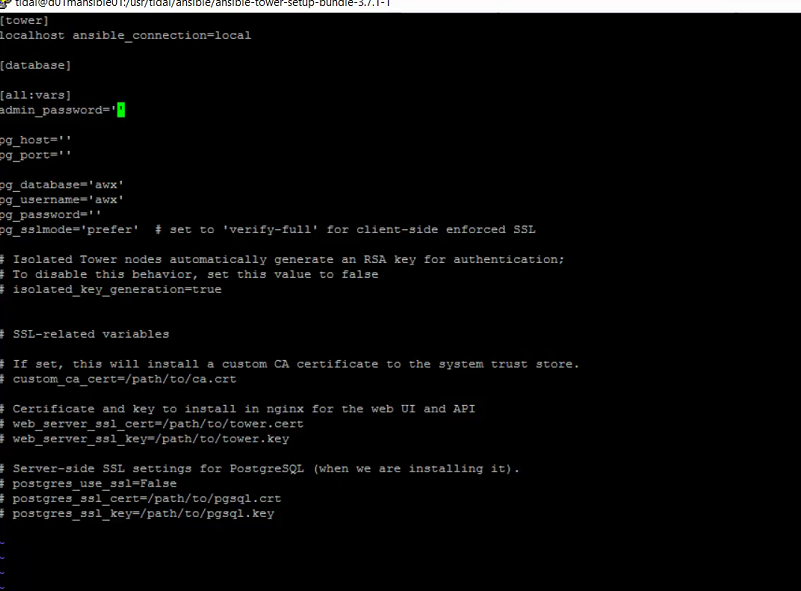 tidal@d01mansible01:/usr/tidal/ansible/ansible-tower-setup-bundle-3.7.1-1
[tower]
localhost ansible_connection=local
[database]
[all:vars]
admin_password=''
pg_host=''
pg_port=''
pg_database='awx'
pg_username='awx'
pg_password=''
pg_sslmode='prefer'  # set to 'verify-full' for client-side enforced SSL
# Isolated Tower nodes automatically generate an RSA key for authentication;
# To disable this behavior, set this value to false
# isolated_key_generation=true
# SSL-related variables
# If set, this will install a custom CA certificate to the system trust store.
# custom_ca_cert=/path/to/ca.crt
# Certificate and key to install in nginx for the web UI and API
# web_server_ssl_cert=/path/to/tower.cert
# web_server_ssl_key=/path/to/tower.key
# Server-side SSL settings for PostgreSQL (when we are installing it).
# postgres_use_ssl=False
# postgres_ssl_cert=/path/to/pgsql.crt
# postgres_ssl_key=/path/to/pgsql.key
~
~
~
~